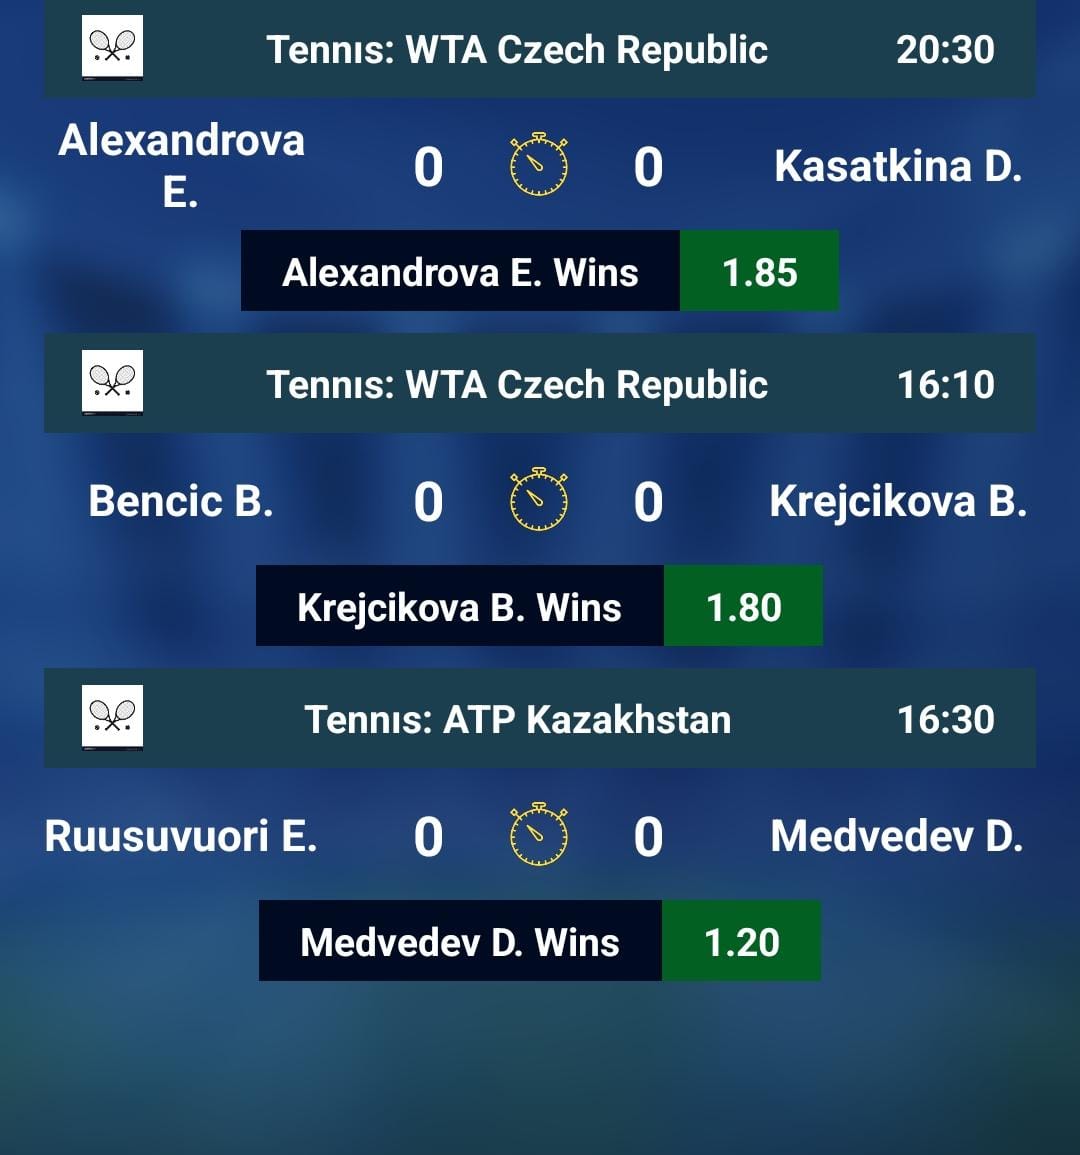 Tennıs: WTA Czech Republic 20:30
Alexandrova
E.
0 0 Kasatkina D.
Alexandrova E. Wins 1.85
Tennıs: WTA Czech Republic 16:10
Bencic B. 0 0 Krejcikova B.
Krejcikova B. Wins 1.80
Tennıs: ATP Kazakhstan 16:30
Ruusuvuori E. 0 0 Medvedev D.
Medvedev D. Wins 1.20